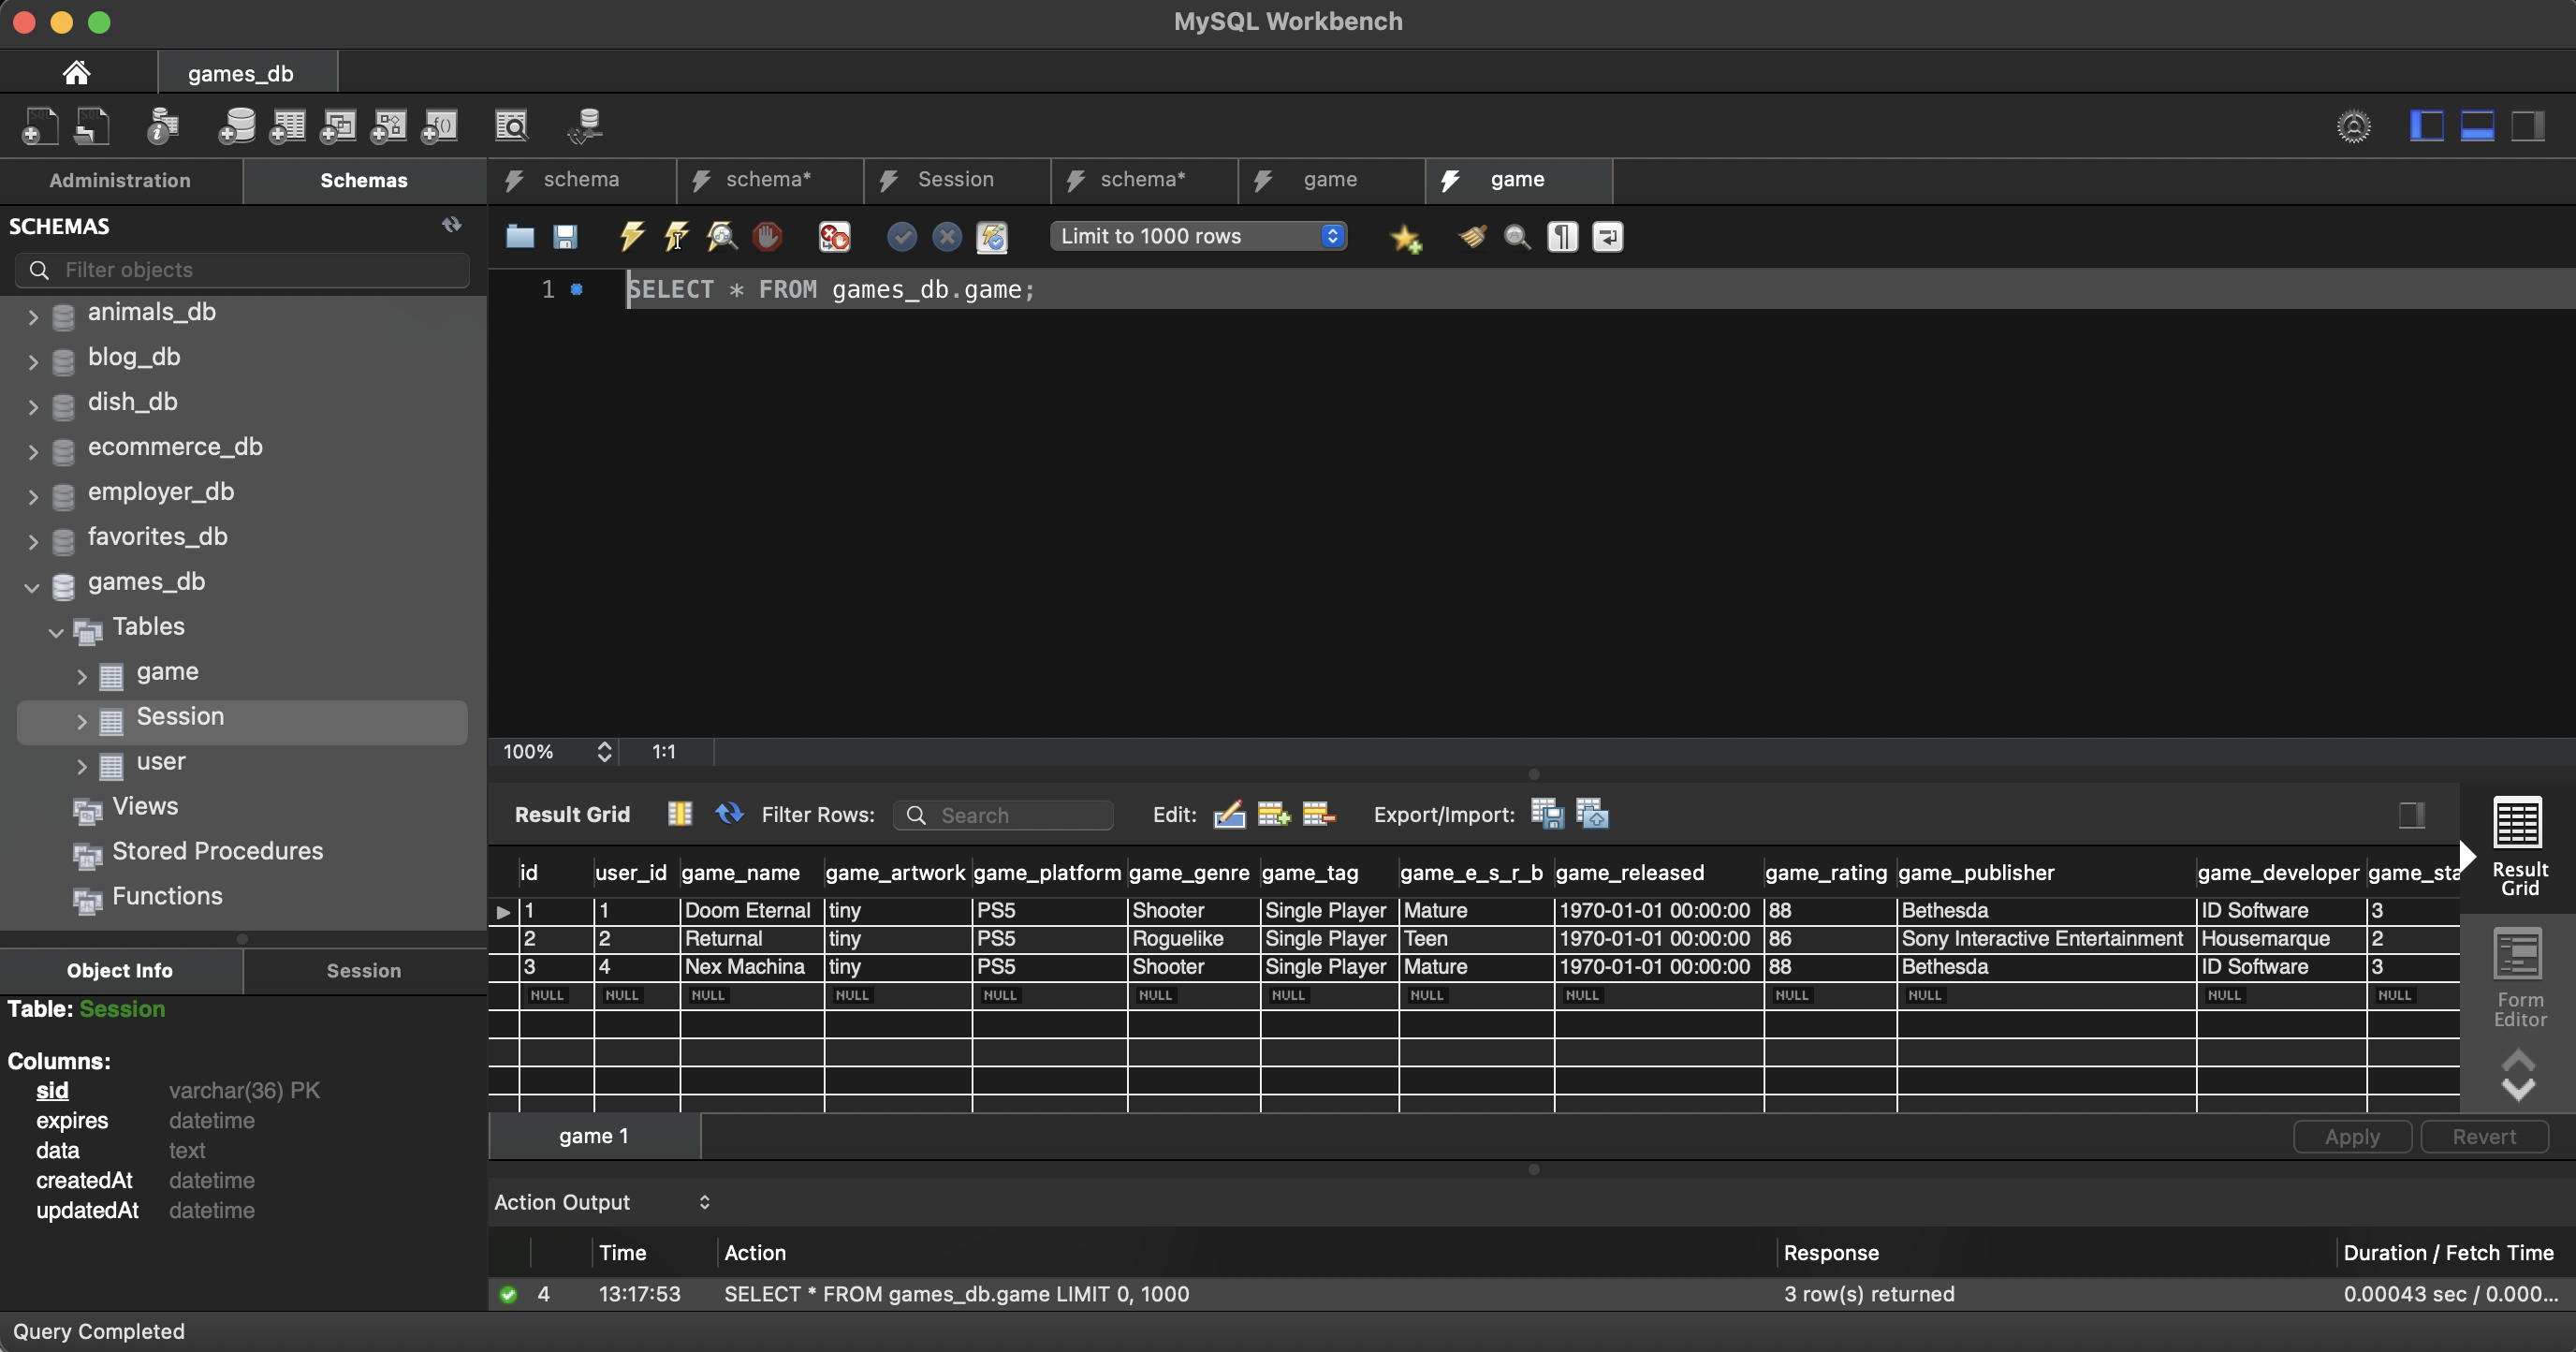 MySQL Workbench
games_db
Administration
Schemas
schema
schema*
Session
schema*
game
game
SCHEMAS
Filter objects
Limit to 1000 rows
1
SELECT * FROM games_db.game;
animals_db
blog_db
dish_db
ecommerce_db
employer_db
favorites_db
games_db
Tables
game
Session
user
Views
Stored Procedures
Functions
100%
1:1
Result Grid
Filter Rows:
Search
Edit:
Export/Import:
id user_id game_name game_artwork game_platform game_genre game_tag game_e_s_r_b game_released game_rating game_publisher game_developer game_sta
1 1 Doom Eternal tiny PS5 Shooter Single Player Mature 1970-01-01 00:00:00 88 Bethesda ID Software 3
2 2 Returnal tiny PS5 Roguelike Single Player Teen 1970-01-01 00:00:00 86 Sony Interactive Entertainment Housemarque 2
3 4 Nex Machina tiny PS5 Shooter Single Player Mature 1970-01-01 00:00:00 88 Bethesda ID Software 3
NULL NULL NULL NULL NULL NULL NULL NULL NULL NULL NULL NULL NULL
Result
Grid
Form
Editor
game 1
Apply
Revert
Object Info
Session
Table: Session
Columns:
sid varchar(36) PK
expires datetime
data text
createdAt datetime
updatedAt datetime
Action Output
Time Action Response Duration / Fetch Time
4 13:17:53 SELECT * FROM games_db.game LIMIT 0, 1000 3 row(s) returned 0.00043 sec / 0.000...
Query Completed